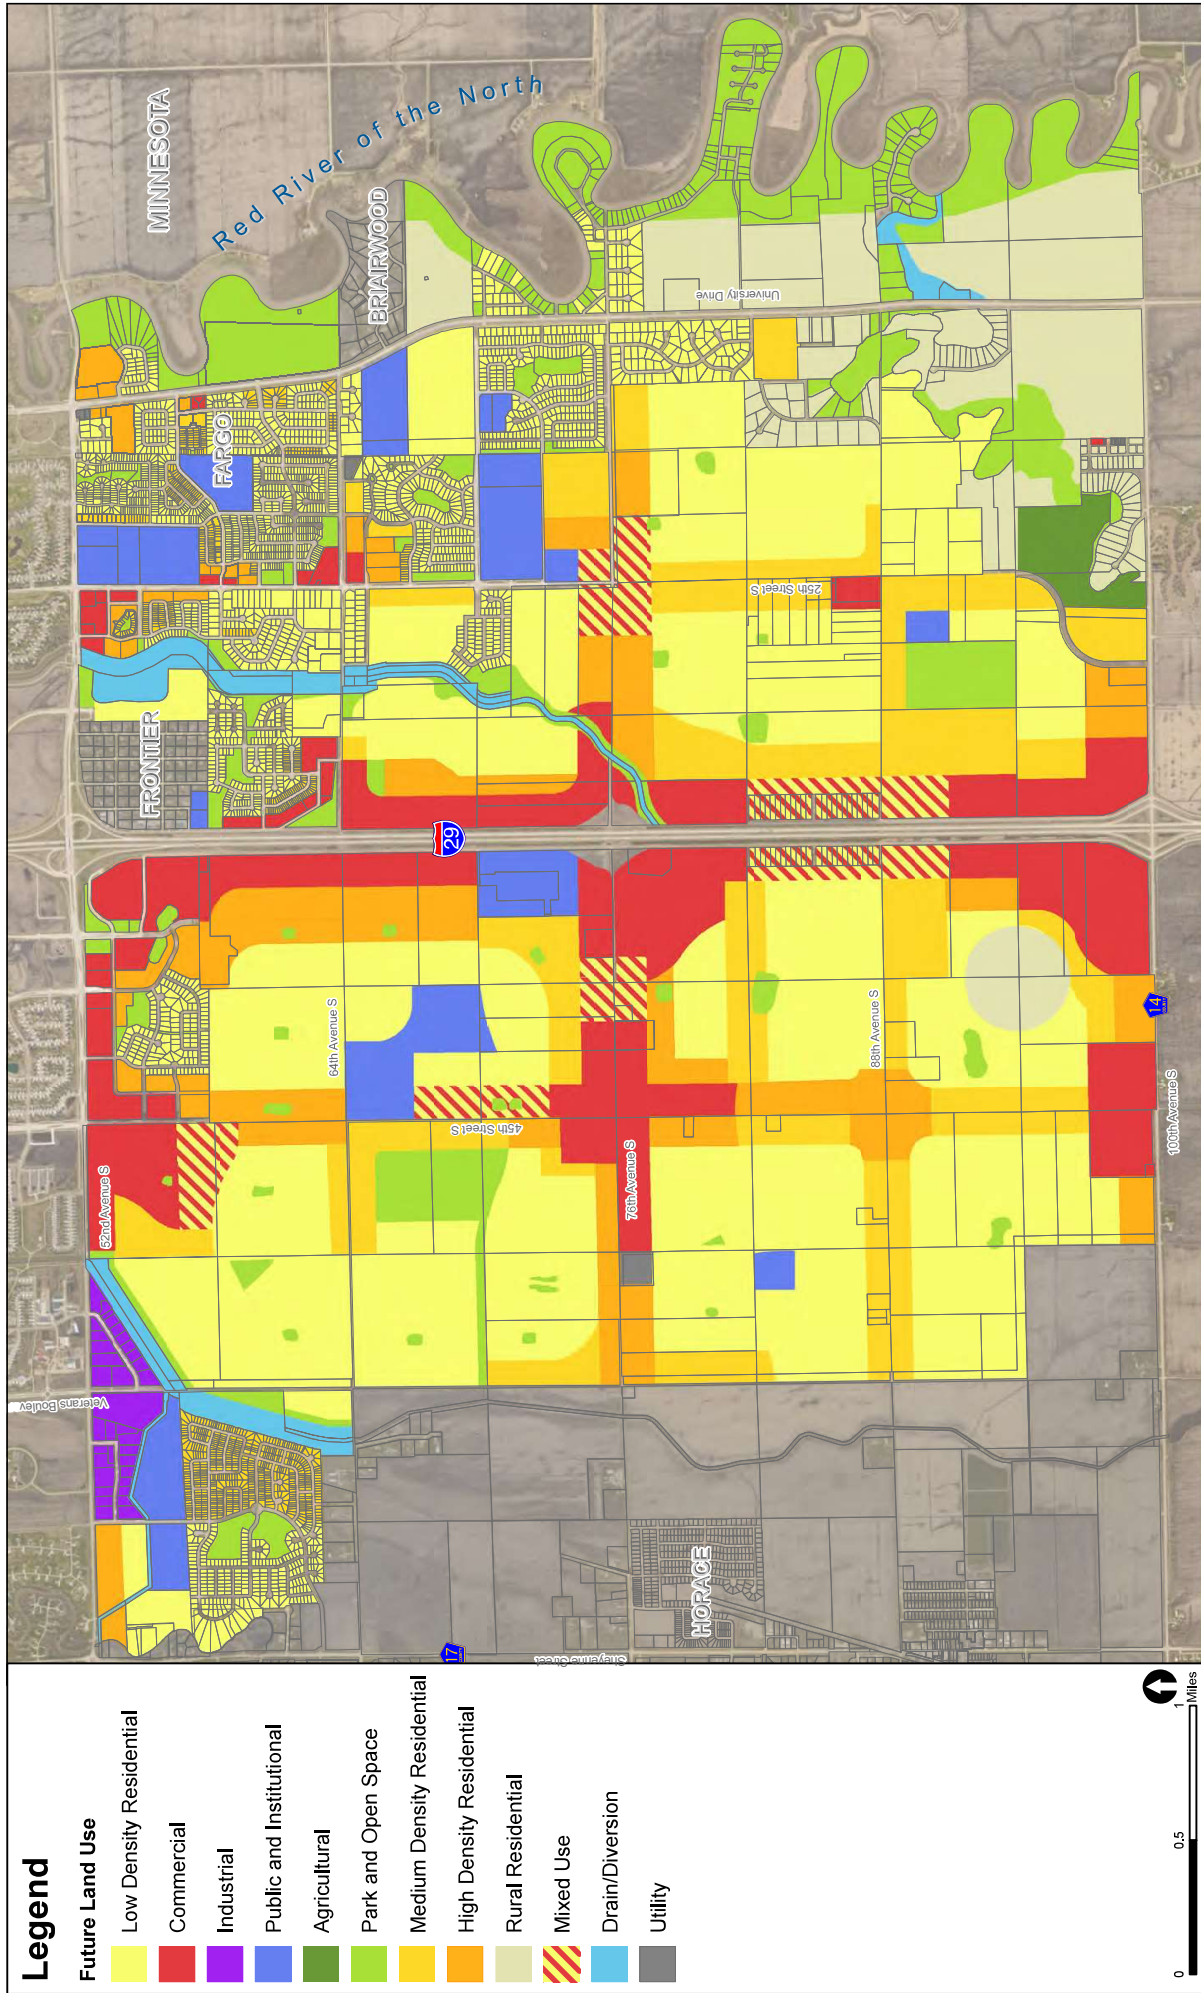 Legend
Future Land Use
Low Density Residential
Commercial
Industrial
Public and Institutional
Agricultural
Park and Open Space
Medium Density Residential
High Density Residential
Rural Residential
Mixed Use
Drain/Diversion
Utility
0
0.5
1
Miles
MINNESOTA
Red River of the North
BRIARWOOD
FARGO
FRONTIER
HORACE
University Drive
25th Street S
29
64th Avenue S
88th Avenue S
45th Street S
52nd Avenue S
76th Avenue S
100th Avenue S
14
Veterans Boulev
17
Sheyenne Street